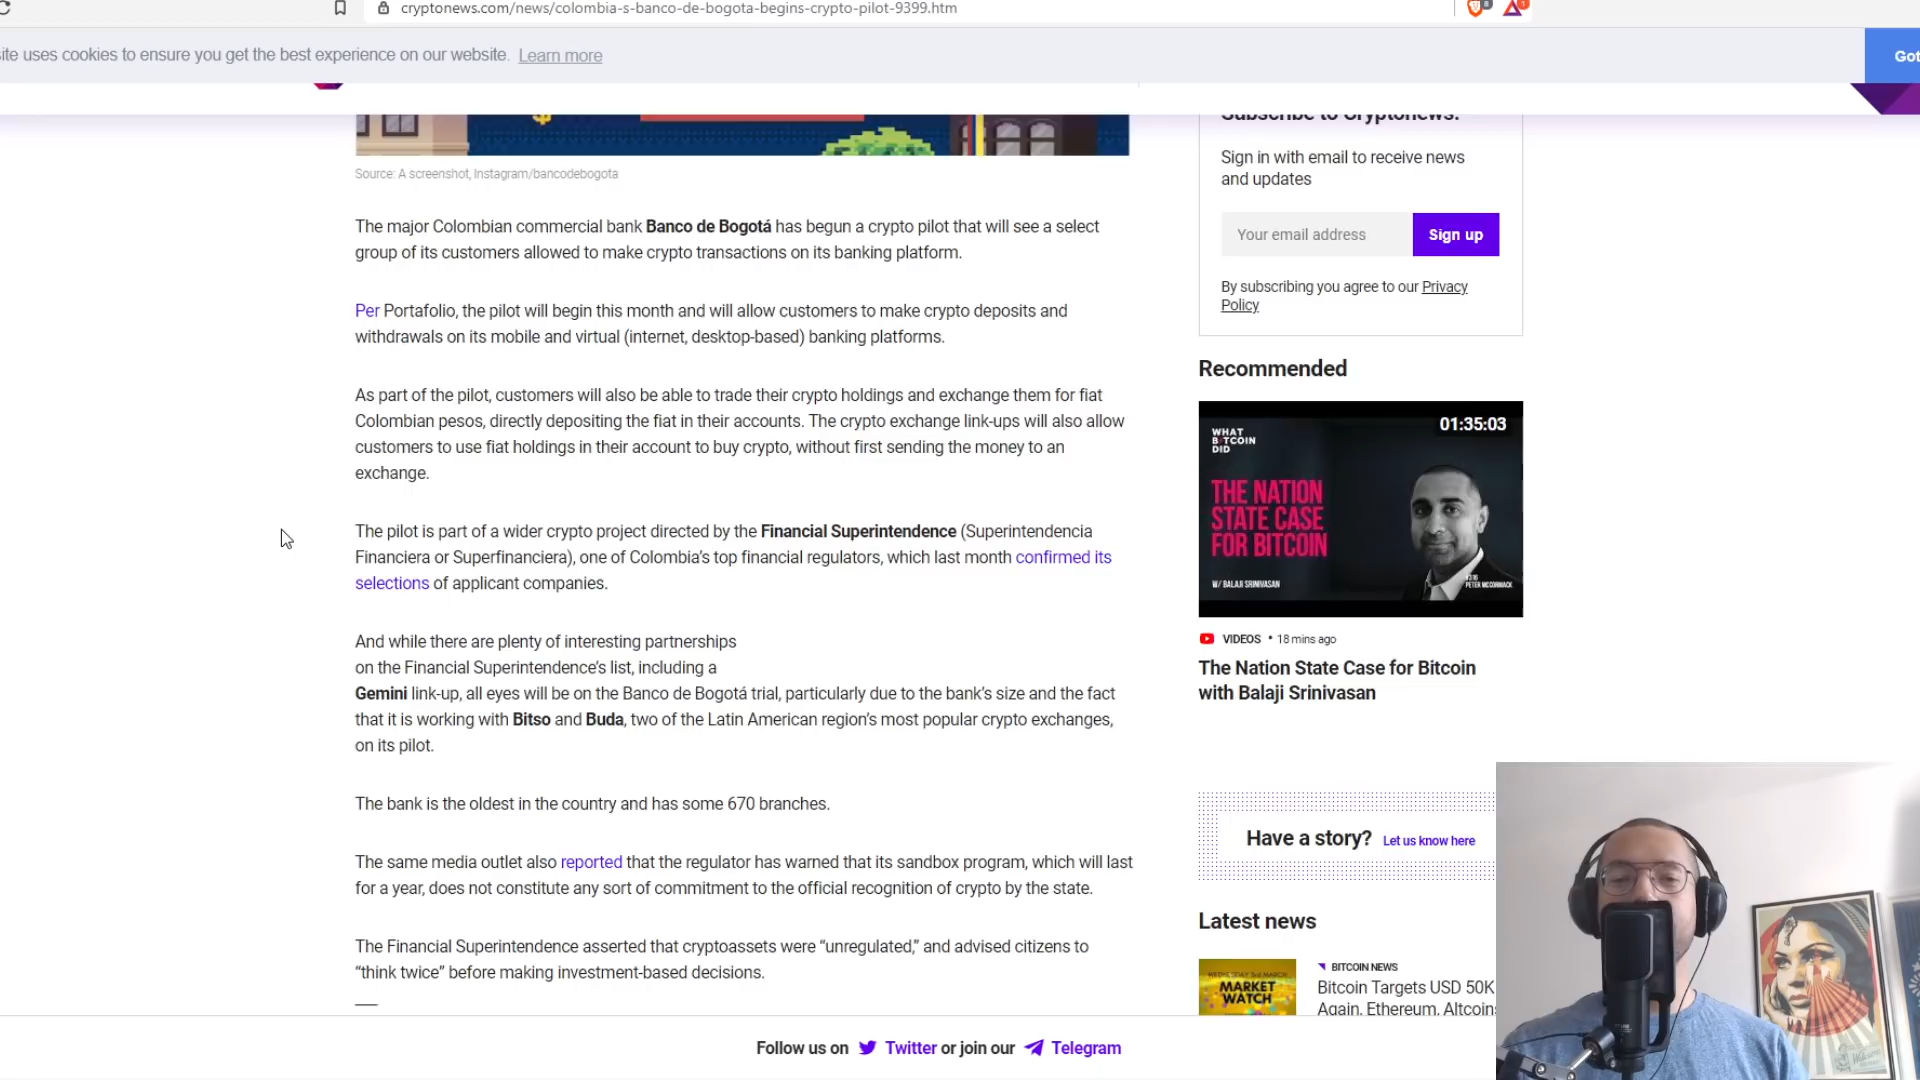 cryptonews.com/news/colombia-s-banco-de-bogota-begins-crypto-pilot-9399.htm
ite uses cookies to ensure you get the best experience on our website. Learn more
Got
Source: A screenshot, Instagram/bancodebogota
The major Colombian commercial bank Banco de Bogotá has begun a crypto pilot that will see a select
group of its customers allowed to make crypto transactions on its banking platform.
Per Portafolio, the pilot will begin this month and will allow customers to make crypto deposits and
withdrawals on its mobile and virtual (internet, desktop-based) banking platforms.
As part of the pilot, customers will also be able to trade their crypto holdings and exchange them for fiat
Colombian pesos, directly depositing the fiat in their accounts. The crypto exchange link-ups will also allow
customers to use fiat holdings in their account to buy crypto, without first sending the money to an
exchange.
The pilot is part of a wider crypto project directed by the Financial Superintendence (Superintendencia
Financiera or Superfinanciera), one of Colombia's top financial regulators, which last month confirmed its
selections of applicant companies.
And while there are plenty of interesting partnerships
on the Financial Superintendence's list, including a
Gemini link-up, all eyes will be on the Banco de Bogotá trial, particularly due to the bank's size and the fact
that it is working with Bitso and Buda, two of the Latin American region's most popular crypto exchanges,
on its pilot.
The bank is the oldest in the country and has some 670 branches.
The same media outlet also reported that the regulator has warned that its sandbox program, which will last
for a year, does not constitute any sort of commitment to the official recognition of crypto by the state.
The Financial Superintendence asserted that cryptoassets were “unregulated,” and advised citizens to
“think twice” before making investment-based decisions.
Subscribe to Cryptonews!
Sign in with email to receive news
and updates
Your email address
Sign up
By subscribing you agree to our Privacy
Policy
Recommended
01:35:03
WHAT
BITCOIN
DID
THE NATION
STATE CASE
FOR BITCOIN
W/ BALAJI SRINIVASAN
PETER MCCORMACK
VIDEOS • 18 mins ago
The Nation State Case for Bitcoin
with Balaji Srinivasan
Have a story? Let us know here
Latest news
WEDNESDAY 3rd MARCH
MARKET
WATCH
BITCOIN NEWS
Bitcoin Targets USD 50K
Again, Ethereum, Altcoins
Follow us on Twitter or join our Telegram